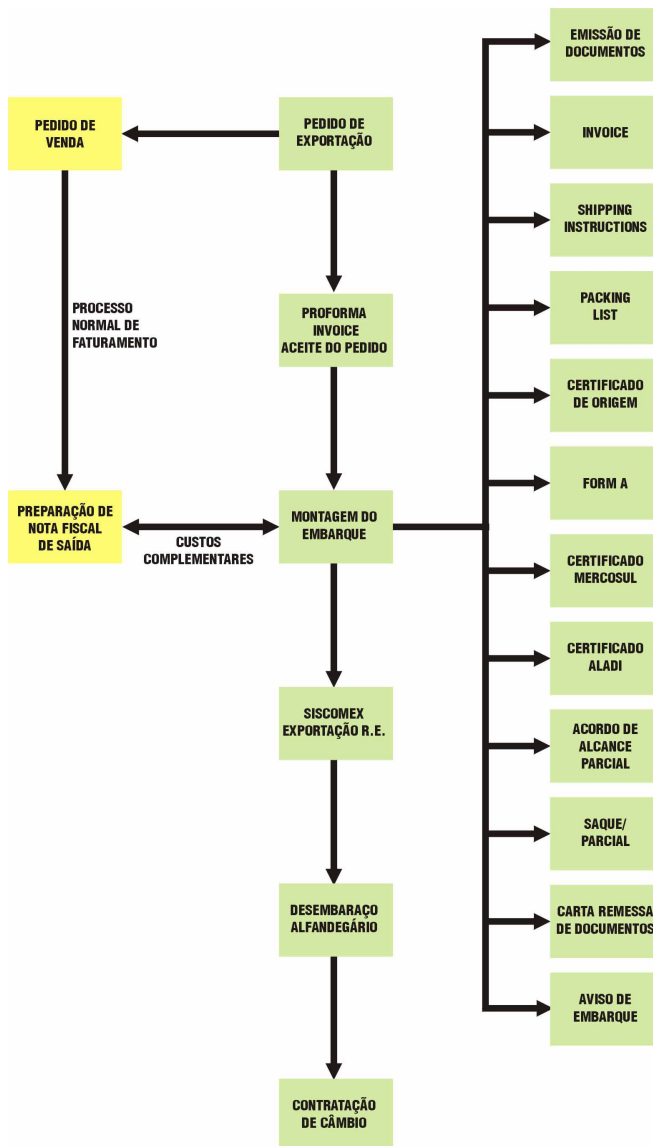 EMISSÃO DE
DOCUMENTOS
PEDIDO DE
VENDA
PEDIDO DE
EXPORTAÇÃO
INVOICE
SHIPPING
INSTRUCTIONS
PROCESSO
NORMAL DE
FATURAMENTO
PROFORMA
INVOICE
ACEITE DO PEDIDO
PACKING
LIST
CERTIFICADO
DE ORIGEM
FORM A
PREPARAÇÃO DE
NOTA FISCAL
DE SAÍDA
CUSTOS
COMPLEMENTARES
MONTAGEM DO
EMBARQUE
CERTIFICADO
MERCOSUL
CERTIFICADO
ALADI
SISCOMEX
EXPORTAÇÃO R.E.
ACORDO DE
ALCANCE
PARCIAL
SAQUE/
PARCIAL
DESEMBARAÇO
ALFANDEGÁRIO
CARTA REMESSA
DE DOCUMENTOS
AVISO DE
EMBARQUE
CONTRATAÇÃO
DE CÂMBIO